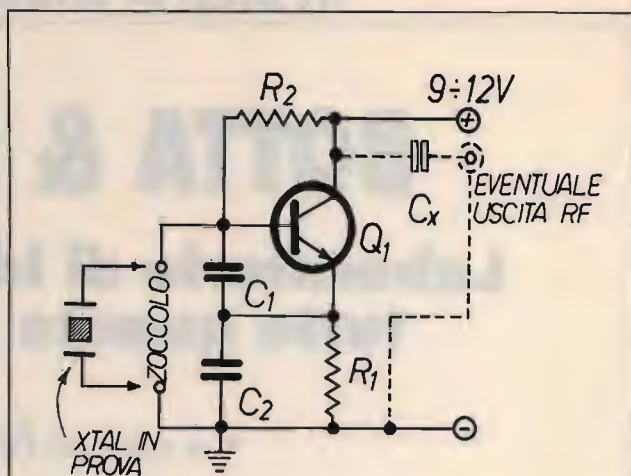 R2
9÷12V
+
EVENTUALE
USCITA RF
Cx
Q1
C1
ZOCCOLO
R1
C2
XTAL IN
PROVA
-